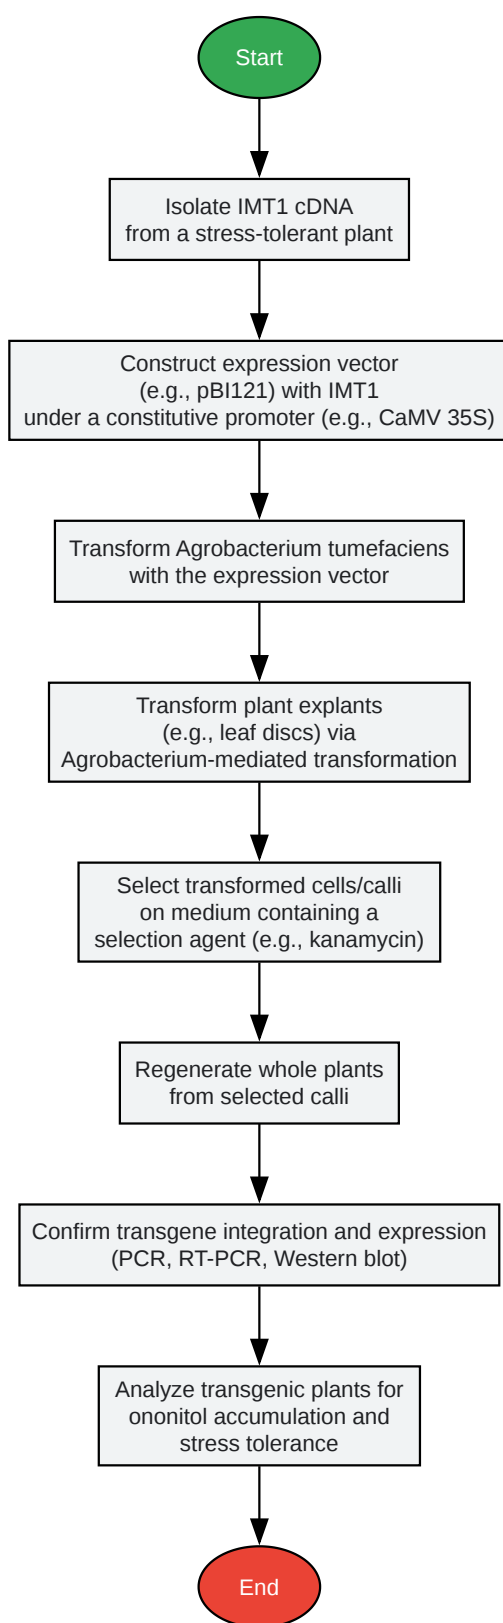 Start
Isolate IMT1 cDNA
from a stress-tolerant plant
Construct expression vector
(e.g., pBI121) with IMT1
under a constitutive promoter (e.g., CaMV 35S)
Transform Agrobacterium tumefaciens
with the expression vector
Transform plant explants
(e.g., leaf discs) via
Agrobacterium-mediated transformation
Select transformed cells/calli
on medium containing a
selection agent (e.g., kanamycin)
Regenerate whole plants
from selected calli
Confirm transgene integration and expression
(PCR, RT-PCR, Western blot)
Analyze transgenic plants for
ononitol accumulation and
stress tolerance
End